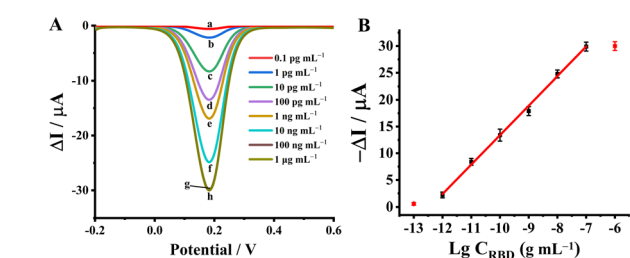 A
0
-10
-20
-30
-0.2
0.0
0.2
0.4
0.6
ΔI / μA
Potential / V
a
b
c
d
e
f
g
h
0.1 pg mL⁻¹
1 pg mL⁻¹
10 pg mL⁻¹
100 pg mL⁻¹
1 ng mL⁻¹
10 ng mL⁻¹
100 ng mL⁻¹
1 μg mL⁻¹
B
30
25
20
15
10
5
0
-13 -12 -11 -10 -9 -8 -7 -6
−ΔI / μA
Lg C_RBD (g mL⁻¹)